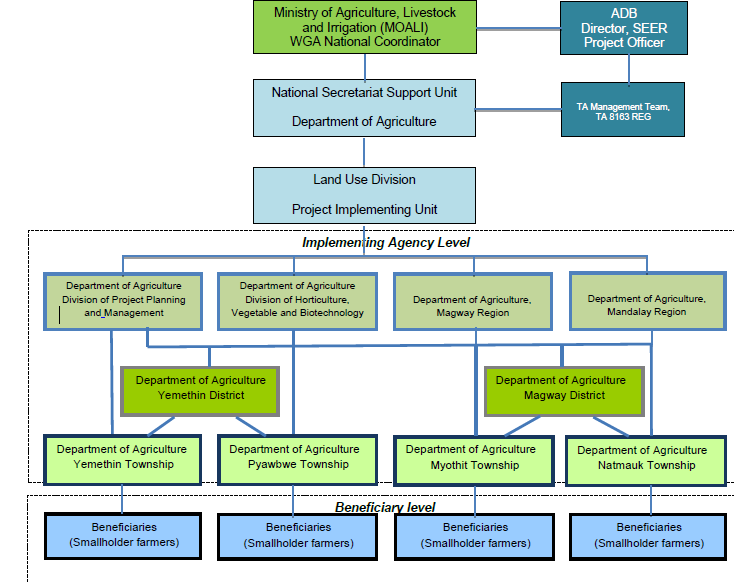 Ministry of Agriculture, Livestock
and Irrigation (MOALI)
WGA National Coordinator
ADB
Director, SEER
Project Officer
National Secretariat Support Unit
Department of Agriculture
TA Management Team,
TA 8163 REG
Land Use Division
Project Implementing Unit
Implementing Agency Level
Department of Agriculture
Division of Project Planning
and Management
Department of Agriculture
Division of Horticulture,
Vegetable and Biotechnology
Department of Agriculture,
Magway Region
Department of Agriculture,
Mandalay Region
Department of Agriculture
Yemethin District
Department of Agriculture
Magway District
Department of Agriculture
Yemethin Township
Department of Agriculture
Pyawbwe Township
Department of Agriculture
Myothit Township
Department of Agriculture
Natmauk Township
Beneficiary level
Beneficiaries
(Smallholder farmers)
Beneficiaries
(Smallholder farmers)
Beneficiaries
(Smallholder farmers)
Beneficiaries
(Smallholder farmers)